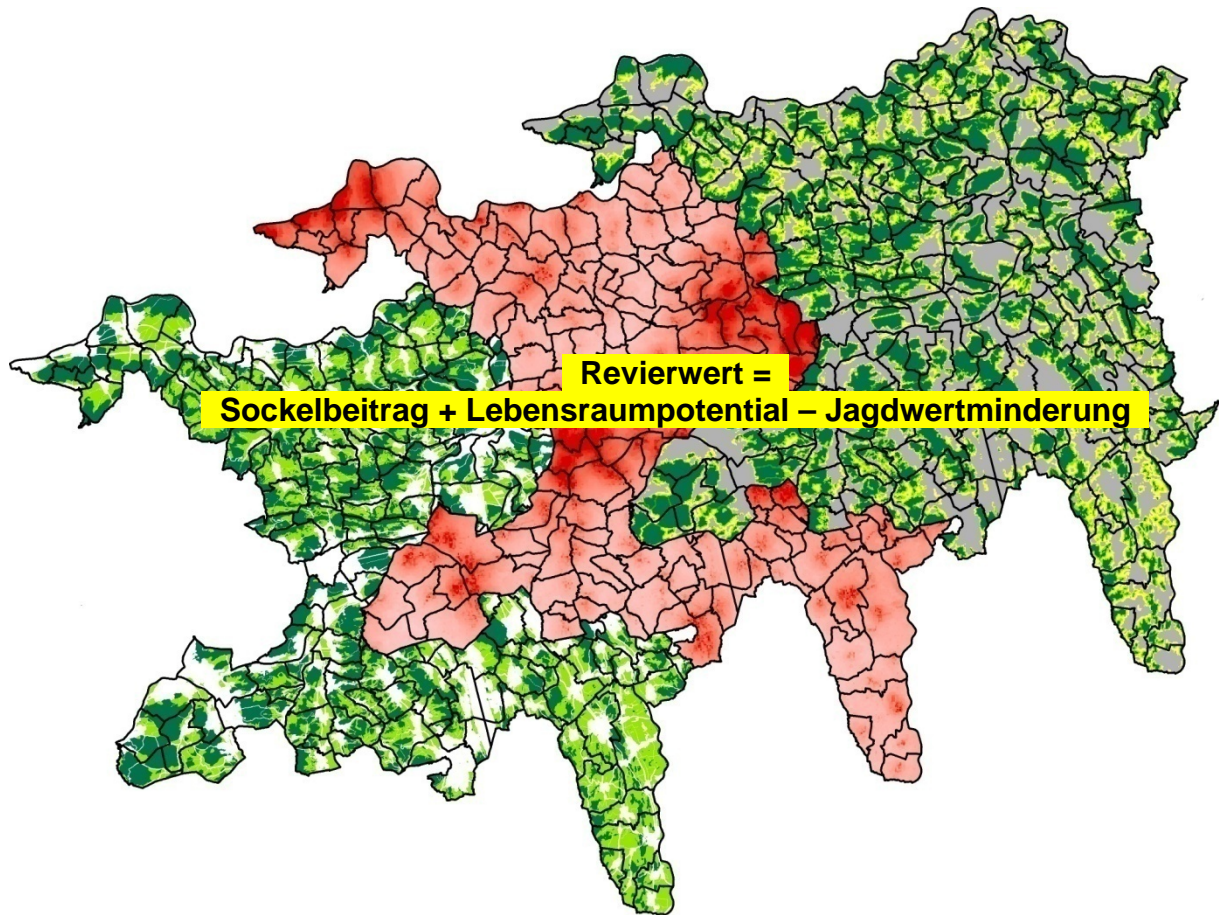 Revierwert =
Sockelbeitrag + Lebensraumpotential – Jagdwertminderung